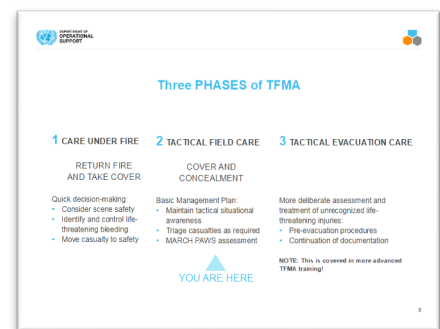 DEPARTMENT OF
OPERATIONAL
SUPPORT
Three PHASES of TFMA
1 CARE UNDER FIRE
RETURN FIRE
AND TAKE COVER
Quick decision-making:
• Consider scene safety
• Identify and control life-
threatening bleeding
• Move casualty to safety
2 TACTICAL FIELD CARE
COVER AND
CONCEALMENT
Basic Management Plan:
• Maintain tactical situational
awareness
• Triage casualties as required
• MARCH PAWS assessment
YOU ARE HERE
3 TACTICAL EVACUATION CARE
More deliberate assessment and
treatment of unrecognized life-
threatening injuries:
• Pre-evacuation procedures
• Continuation of documentation
NOTE: This is covered in more advanced
TFMA training!
3